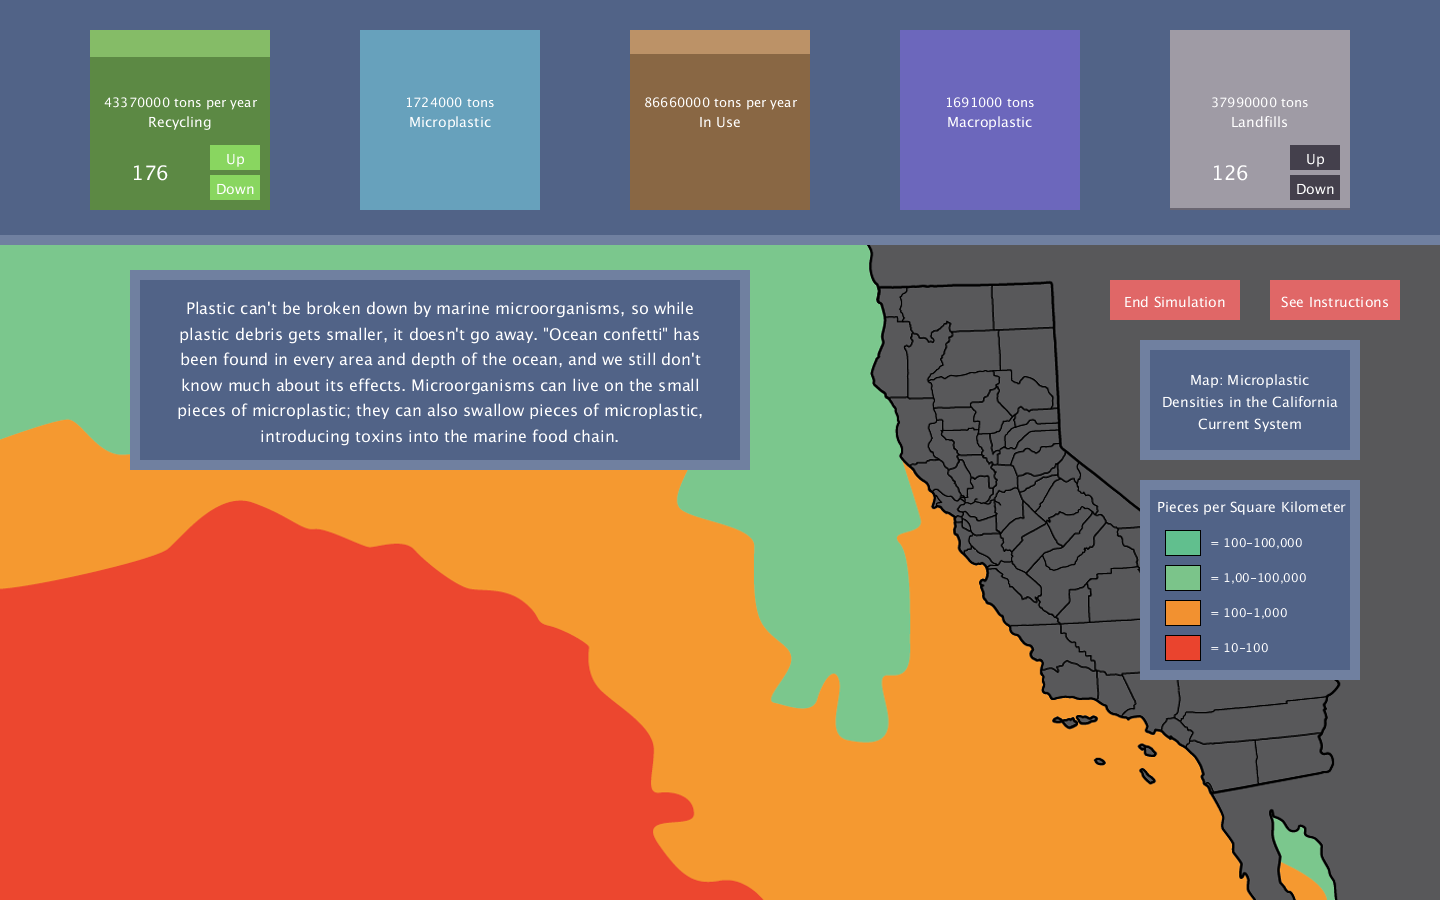 43370000 tons per year
Recycling
176
Up
Down
1724000 tons
Microplastic
86660000 tons per year
In Use
1691000 tons
Macroplastic
37990000 tons
Landfills
126
Up
Down
Plastic can't be broken down by marine microorganisms, so while
plastic debris gets smaller, it doesn't go away. "Ocean confetti" has
been found in every area and depth of the ocean, and we still don't
know much about its effects. Microorganisms can live on the small
pieces of microplastic; they can also swallow pieces of microplastic,
introducing toxins into the marine food chain.
End Simulation
See Instructions
Map: Microplastic
Densities in the California
Current System
Pieces per Square Kilometer
= 100-100,000
= 1,00-100,000
= 100-1,000
= 10-100